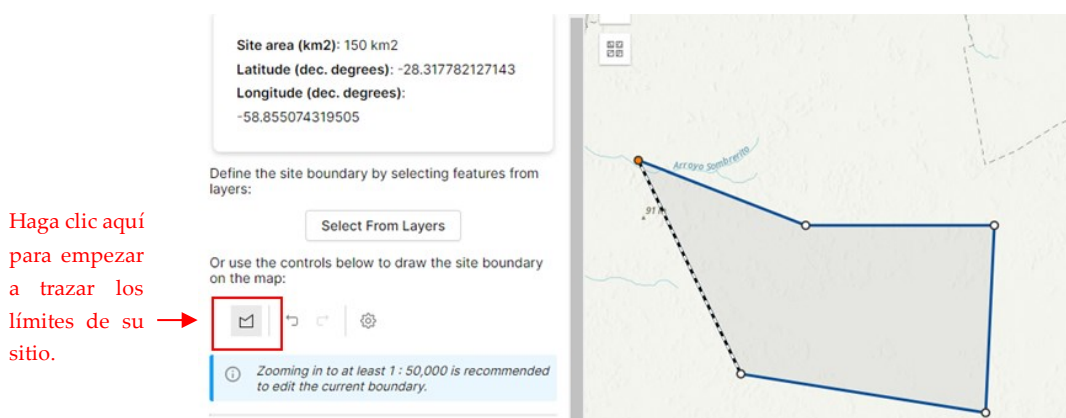 Site area (km2): 150 km2
Latitude (dec. degrees): -28.317782127143
Longitude (dec. degrees):
-58.855074319505
Define the site boundary by selecting features from
layers:
Select From Layers
Or use the controls below to draw the site boundary
on the map:
Zooming in to at least 1 : 50,000 is recommended
to edit the current boundary.
Haga clic aquí
para empezar
a trazar los
límites de su
sitio.
Arroyo Sombrerito
91 m